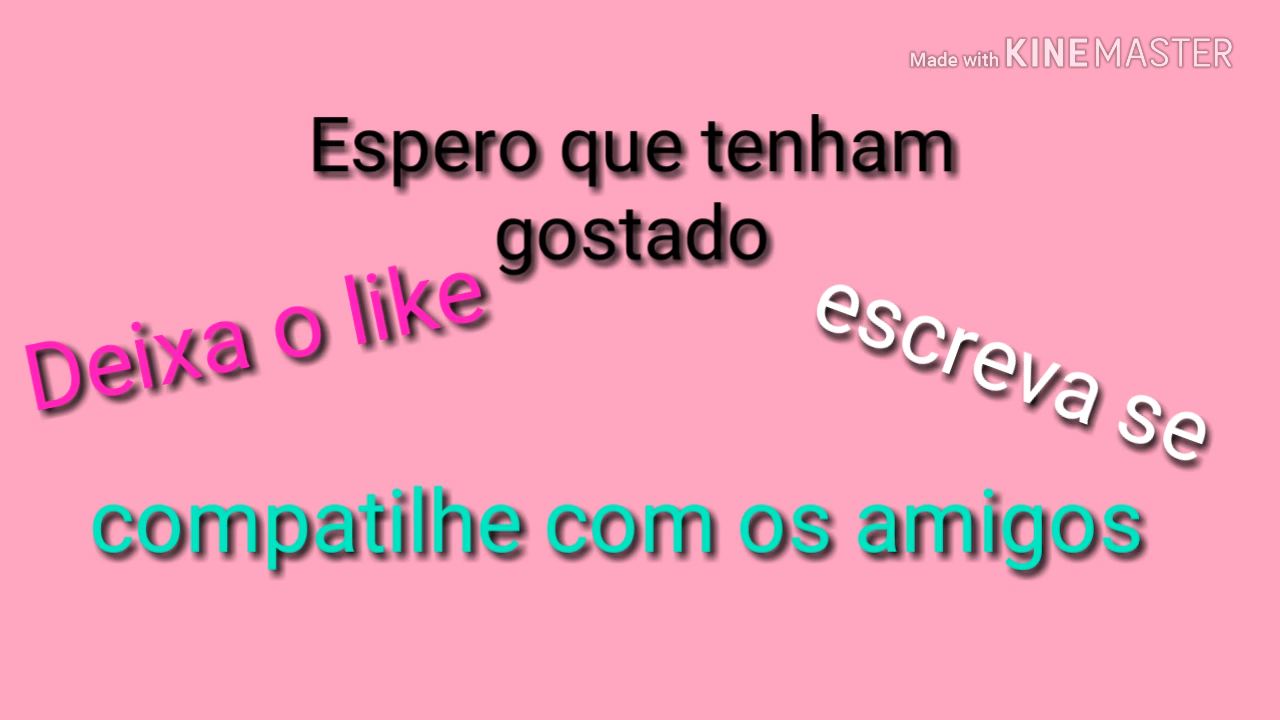 Made with KINEMASTER
Espero que tenham
gostado
Deixa o like
escreva se
compatilhe com os amigos